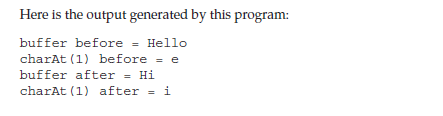 Here is the output generated by this program:
buffer before = Hello
charAt(1) before = e
buffer after = Hi
charAt(1) after = i